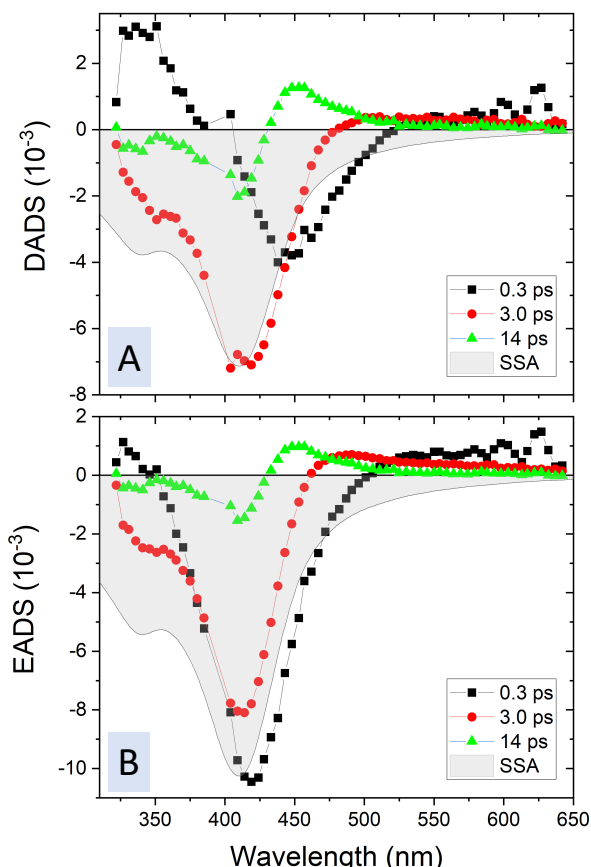 2
0
-2
-4
-6
-8
DADS (10-3)
A
0.3 ps
3.0 ps
14 ps
SSA
2
0
-2
-4
-6
-8
-10
EADS (10-3)
B
0.3 ps
3.0 ps
14 ps
SSA
350 400 450 500 550 600 650
Wavelength (nm)